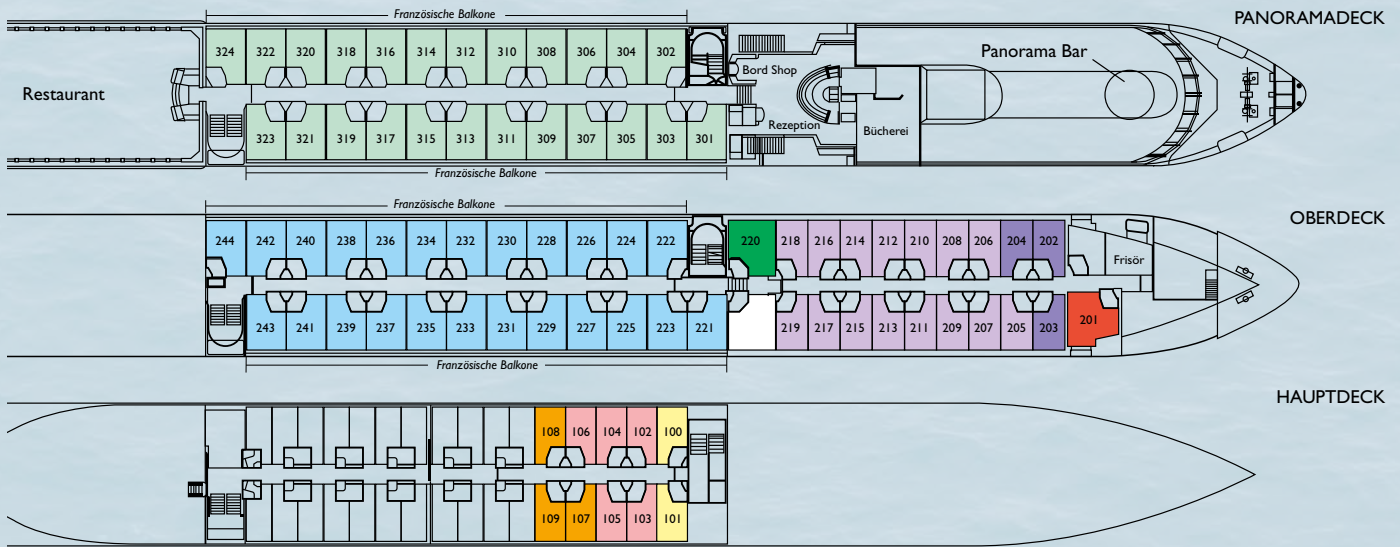 Französische Balkone
PANORAMADECK
324 322 320 318 316 314 312 310 308 306 304 302
Panorama Bar
Bord Shop
Restaurant
Rezeption
Bücherei
323 321 319 317 315 313 311 309 307 305 303 301
Französische Balkone
Französische Balkone
OBERDECK
244 242 240 238 236 234 232 230 228 226 224 222 220 218 216 214 212 210 208 206 204 202
Frisör
243 241 239 237 235 233 231 229 227 225 223 221 219 217 215 213 211 209 207 205 203 201
Französische Balkone
HAUPTDECK
108 106 104 102 100
109 107 105 103 101